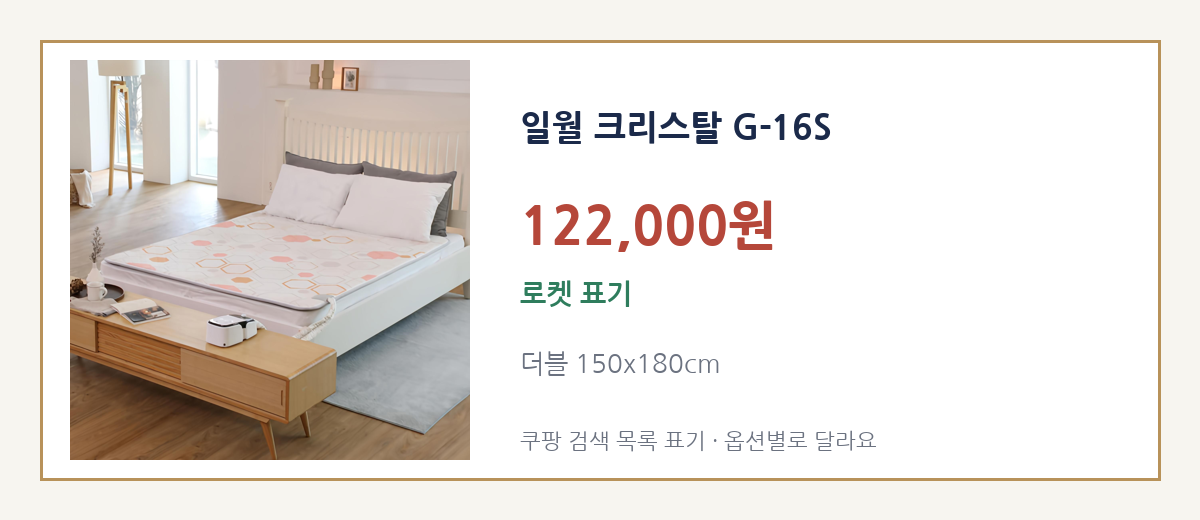 일월 크리스탈 G-16S
122,000원
로켓 표기
더블 150x180cm
쿠팡 검색 목록 표기 · 옵션별로 달라요